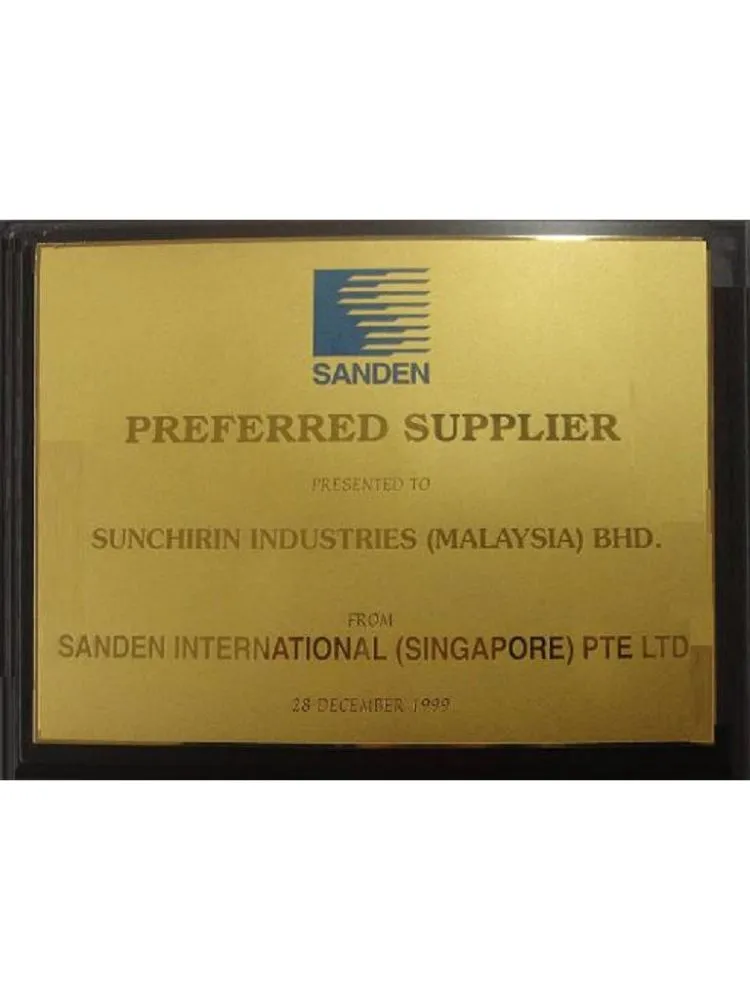 SANDEN
PREFERRED SUPPLIER
PRESENTED TO
SUNCHIRIN INDUSTRIES (MALAYSIA) BHD.
FROM
SANDEN INTERNATIONAL (SINGAPORE) PTE LTD
28 DECEMBER 1999